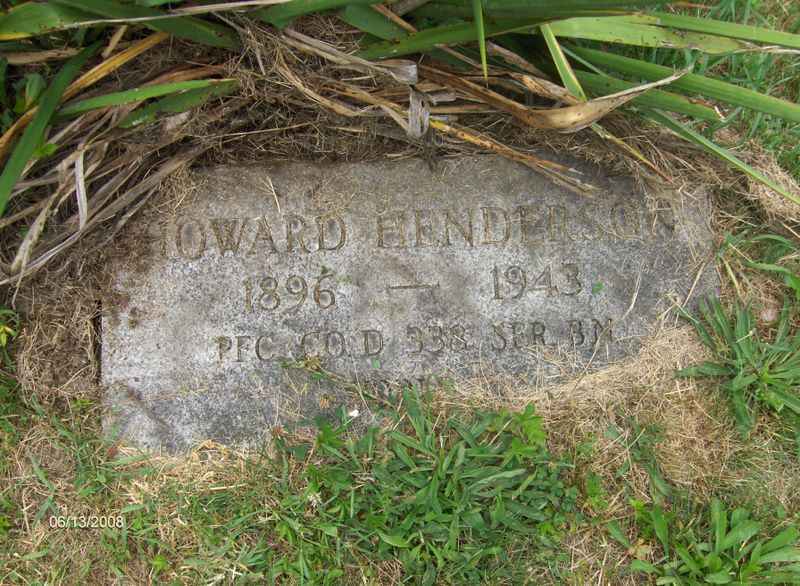 HOWARD HENDERSON
1896 — 1943
PFC. CO. D 338 SER. BN.
06/13/2008